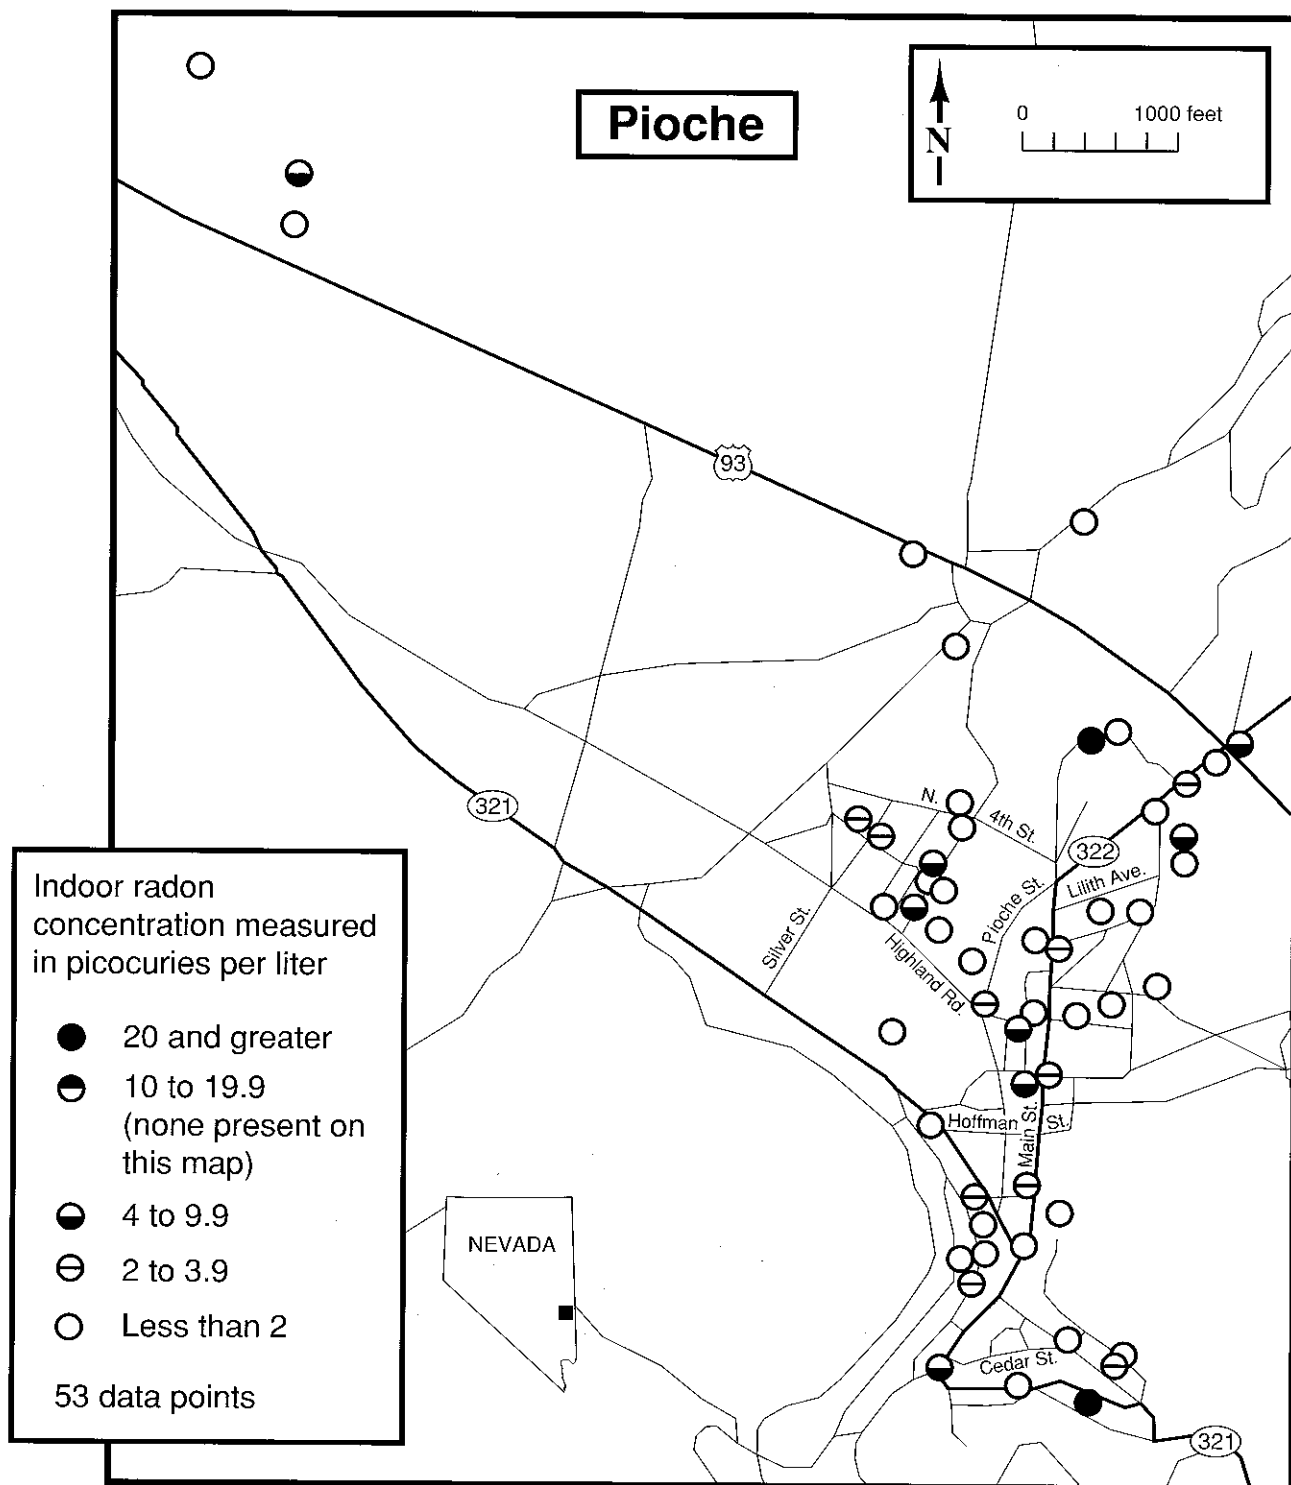 Pioche
N
0 1000 feet
93
321
N. 4th St.
322
Lilith Ave.
Pioche St.
Silver St.
Highland Rd.
Hoffman St.
Main St.
Cedar St.
321
NEVADA
Indoor radon
concentration measured
in picocuries per liter
20 and greater
10 to 19.9
(none present on
this map)
4 to 9.9
2 to 3.9
Less than 2
53 data points